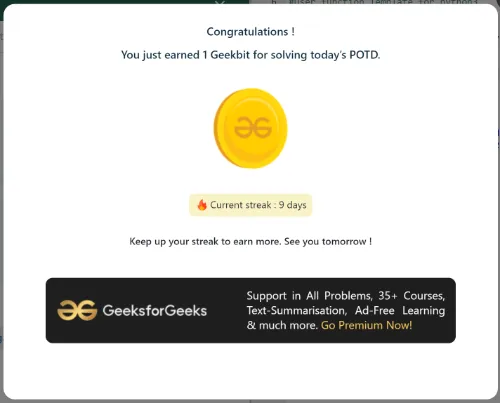 Congratulations !
You just earned 1 Geekbit for solving today's POTD.
Current streak : 9 days
Keep up your streak to earn more. See you tomorrow !
GeeksforGeeks
Support in All Problems, 35+ Courses,
Text-Summarisation, Ad-Free Learning
& much more. Go Premium Now!